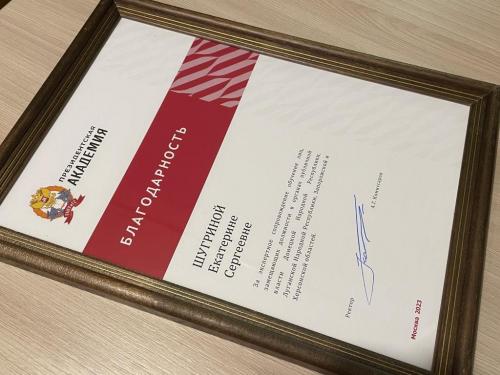 ПРЕЗИДЕНТСКАЯ
АКАДЕМИЯ
БЛАГОДАРНОСТЬ
ШУГРИНОЙ
Екатерине
Сергеевне
За экспертное сопровождение обучения лиц,
замещающих должности в органах публичной
власти Донецкой Народной Республики,
Луганской Народной Республики, Запорожской и
Херсонской областей.
Ректор
Москва 2023